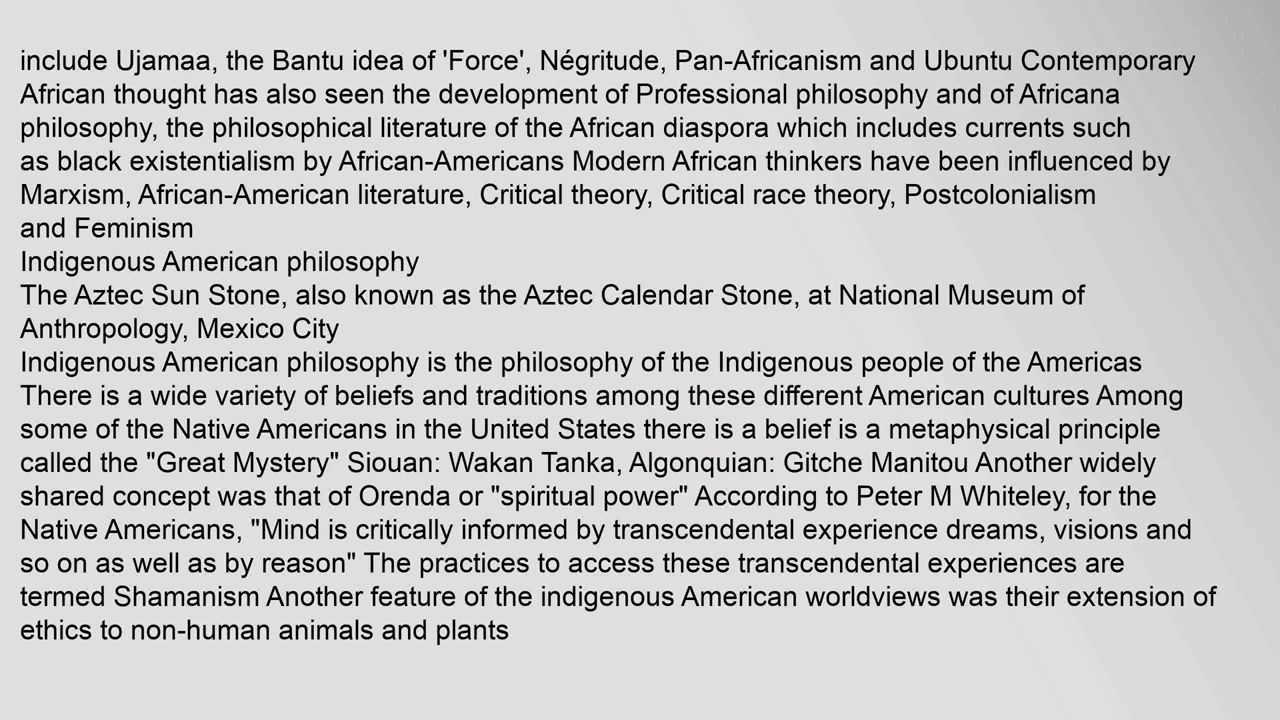 include Ujamaa, the Bantu idea of 'Force', Négritude, Pan-Africanism and Ubuntu Contemporary
African thought has also seen the development of Professional philosophy and of Africana
philosophy, the philosophical literature of the African diaspora which includes currents such
as black existentialism by African-Americans Modern African thinkers have been influenced by
Marxism, African-American literature, Critical theory, Critical race theory, Postcolonialism
and Feminism
Indigenous American philosophy
The Aztec Sun Stone, also known as the Aztec Calendar Stone, at National Museum of
Anthropology, Mexico City
Indigenous American philosophy is the philosophy of the Indigenous people of the Americas
There is a wide variety of beliefs and traditions among these different American cultures Among
some of the Native Americans in the United States there is a belief is a metaphysical principle
called the "Great Mystery" Siouan: Wakan Tanka, Algonquian: Gitche Manitou Another widely
shared concept was that of Orenda or "spiritual power" According to Peter M Whiteley, for the
Native Americans, "Mind is critically informed by transcendental experience dreams, visions and
so on as well as by reason" The practices to access these transcendental experiences are
termed Shamanism Another feature of the indigenous American worldviews was their extension of
ethics to non-human animals and plants